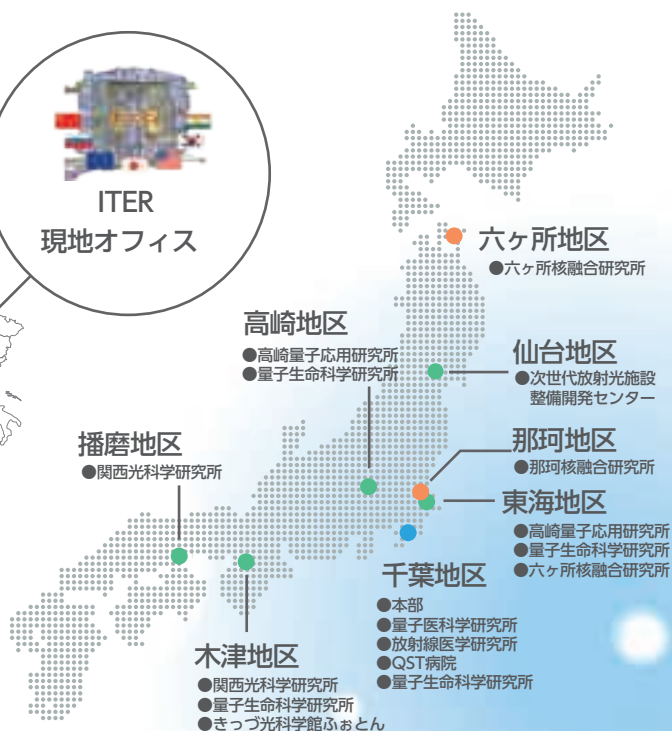 ITER
現地オフィス
六ヶ所地区
●六ヶ所核融合研究所
高崎地区
●高崎量子応用研究所
●量子生命科学研究所
仙台地区
●次世代放射光施設
整備開発センター
播磨地区
●関西光科学研究所
那珂地区
●那珂核融合研究所
東海地区
●高崎量子応用研究所
●量子生命科学研究所
●六ヶ所核融合研究所
千葉地区
●本部
●量子医科学研究所
●放射線医学研究所
●QST病院
●量子生命科学研究所
木津地区
●関西光科学研究所
●量子生命科学研究所
●きっづ光科学館ふぉとん